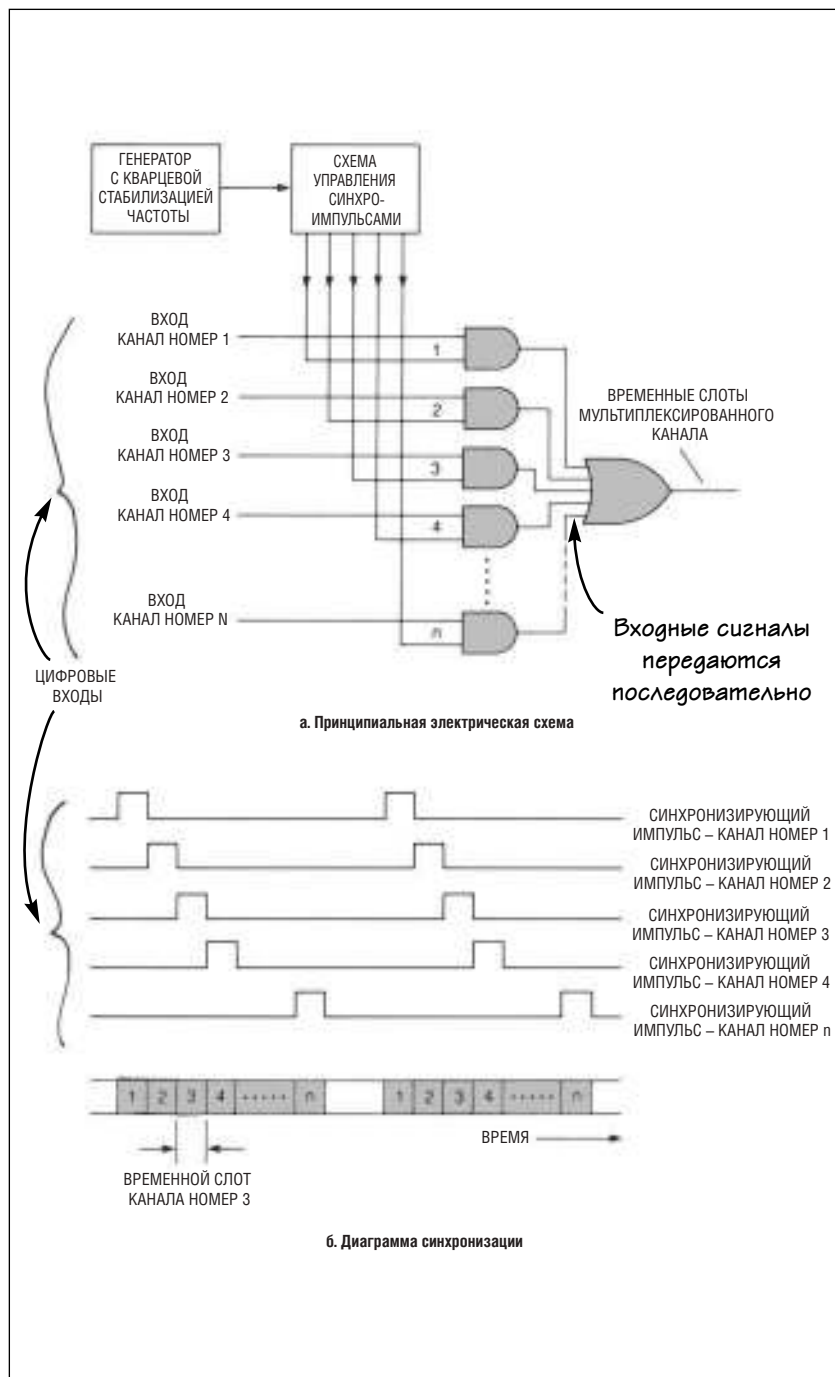 ГЕНЕРАТОР
С КВАРЦЕВОЙ
СТАБИЛИЗАЦИЕЙ
ЧАСТОТЫ
СХЕМА
УПРАВЛЕНИЯ
СИНХРО-
ИМПУЛЬСАМИ
ВХОД
КАНАЛ НОМЕР 1
1
ВХОД
КАНАЛ НОМЕР 2
2
ВХОД
КАНАЛ НОМЕР 3
3
ВХОД
КАНАЛ НОМЕР 4
4
ВХОД
КАНАЛ НОМЕР N
n
ВРЕМЕННЫЕ СЛОТЫ
МУЛЬТИПЛЕКСИРОВАННОГО
КАНАЛА
Входные сигналы
передаются
последовательно
ЦИФРОВЫЕ
ВХОДЫ
а. Принципиальная электрическая схема
СИНХРОНИЗИРУЮЩИЙ
ИМПУЛЬС – КАНАЛ НОМЕР 1
СИНХРОНИЗИРУЮЩИЙ
ИМПУЛЬС – КАНАЛ НОМЕР 2
СИНХРОНИЗИРУЮЩИЙ
ИМПУЛЬС – КАНАЛ НОМЕР 3
СИНХРОНИЗИРУЮЩИЙ
ИМПУЛЬС – КАНАЛ НОМЕР 4
СИНХРОНИЗИРУЮЩИЙ
ИМПУЛЬС – КАНАЛ НОМЕР n
1 2 3 4 ····· n 1 2 3 4 ····· n
ВРЕМЯ
ВРЕМЕННОЙ СЛОТ
КАНАЛА НОМЕР 3
б. Диаграмма синхронизации